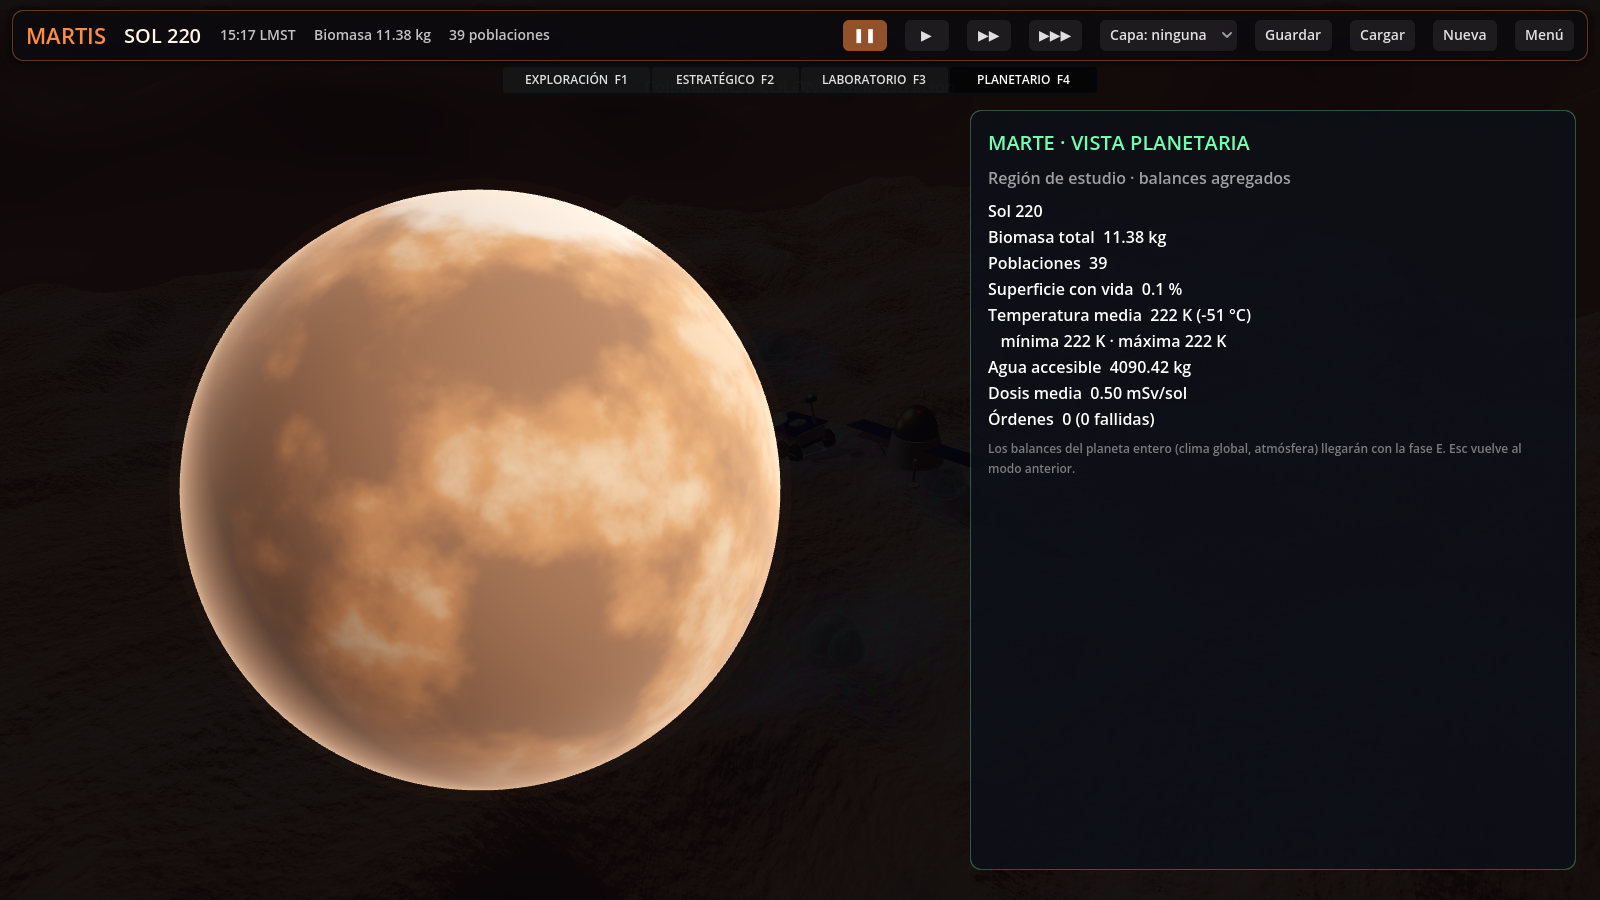 MARTIS SOL 220 15:17 LMST Biomasa 11.38 kg 39 poblaciones Capa: ninguna Guardar Cargar Nueva Menú
EXPLORACIÓN F1 ESTRATÉGICO F2 LABORATORIO F3 PLANETARIO F4
MARTE · VISTA PLANETARIA
Región de estudio · balances agregados
Sol 220
Biomasa total 11.38 kg
Poblaciones 39
Superficie con vida 0.1 %
Temperatura media 222 K (-51 °C)
mínima 222 K · máxima 222 K
Agua accesible 4090.42 kg
Dosis media 0.50 mSv/sol
Órdenes 0 (0 fallidas)
Los balances del planeta entero (clima global, atmósfera) llegarán con la fase E. Esc vuelve al
modo anterior.